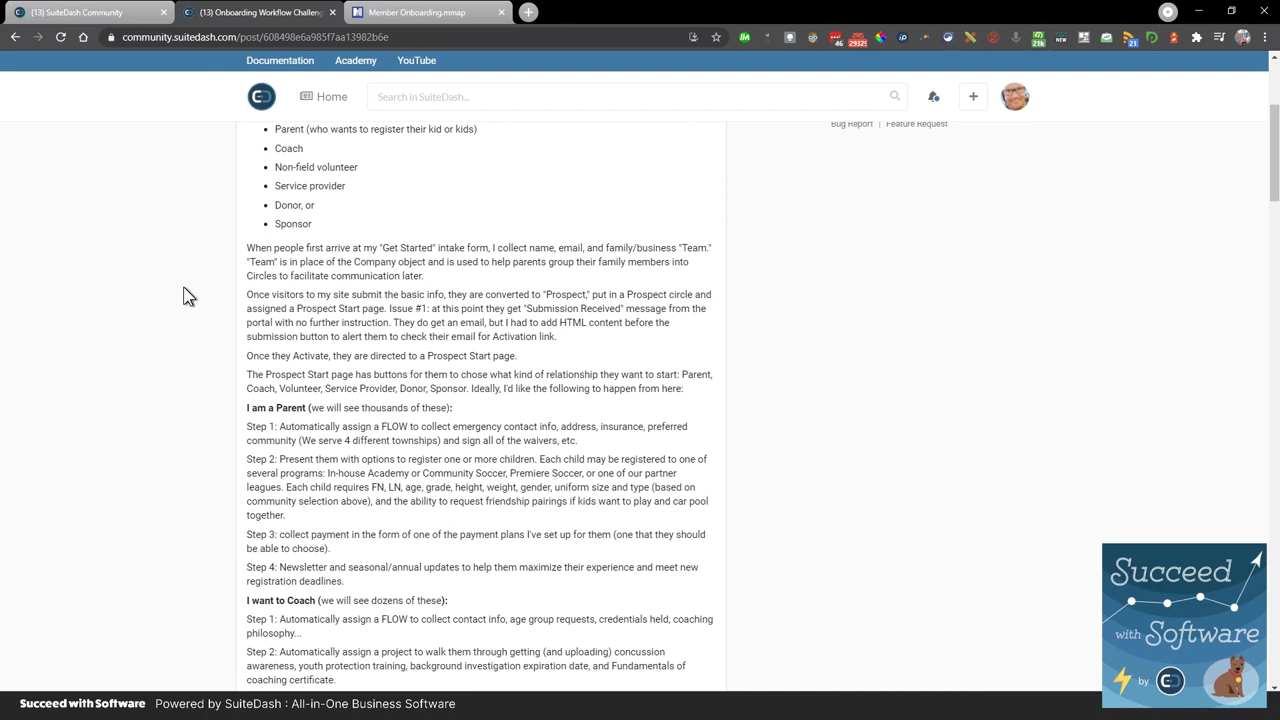 (13) SuiteDash Community
(13) Onboarding Workflow Challeng
Member Onboarding.mmap
community.suitedash.com/post/608498e6a985f7aa13982b6e
Documentation Academy YouTube
Home
Search in SuiteDash...
Bug Report | Feature Request
• Parent (who wants to register their kid or kids)
• Coach
• Non-field volunteer
• Service provider
• Donor, or
• Sponsor
When people first arrive at my "Get Started" intake form, I collect name, email, and family/business "Team."
"Team" is in place of the Company object and is used to help parents group their family members into
Circles to facilitate communication later.
Once visitors to my site submit the basic info, they are converted to "Prospect," put in a Prospect circle and
assigned a Prospect Start page. Issue #1: at this point they get "Submission Received" message from the
portal with no further instruction. They do get an email, but I had to add HTML content before the
submission button to alert them to check their email for Activation link.
Once they Activate, they are directed to a Prospect Start page.
The Prospect Start page has buttons for them to chose what kind of relationship they want to start: Parent,
Coach, Volunteer, Service Provider, Donor, Sponsor. Ideally, I'd like the following to happen from here:
I am a Parent (we will see thousands of these):
Step 1: Automatically assign a FLOW to collect emergency contact info, address, insurance, preferred
community (We serve 4 different townships) and sign all of the waivers, etc.
Step 2: Present them with options to register one or more children. Each child may be registered to one of
several programs: In-house Academy or Community Soccer, Premiere Soccer, or one of our partner
leagues. Each child requires FN, LN, age, grade, height, weight, gender, uniform size and type (based on
community selection above), and the ability to request friendship pairings if kids want to play and car pool
together.
Step 3: collect payment in the form of one of the payment plans I've set up for them (one that they should
be able to choose).
Step 4: Newsletter and seasonal/annual updates to help them maximize their experience and meet new
registration deadlines.
I want to Coach (we will see dozens of these):
Step 1: Automatically assign a FLOW to collect contact info, age group requests, credentials held, coaching
philosophy...
Step 2: Automatically assign a project to walk them through getting (and uploading) concussion
awareness, youth protection training, background investigation expiration date, and Fundamentals of
coaching certificate.
Succeed
with Software
by
Succeed with Software Powered by SuiteDash : All-in-One Business Software